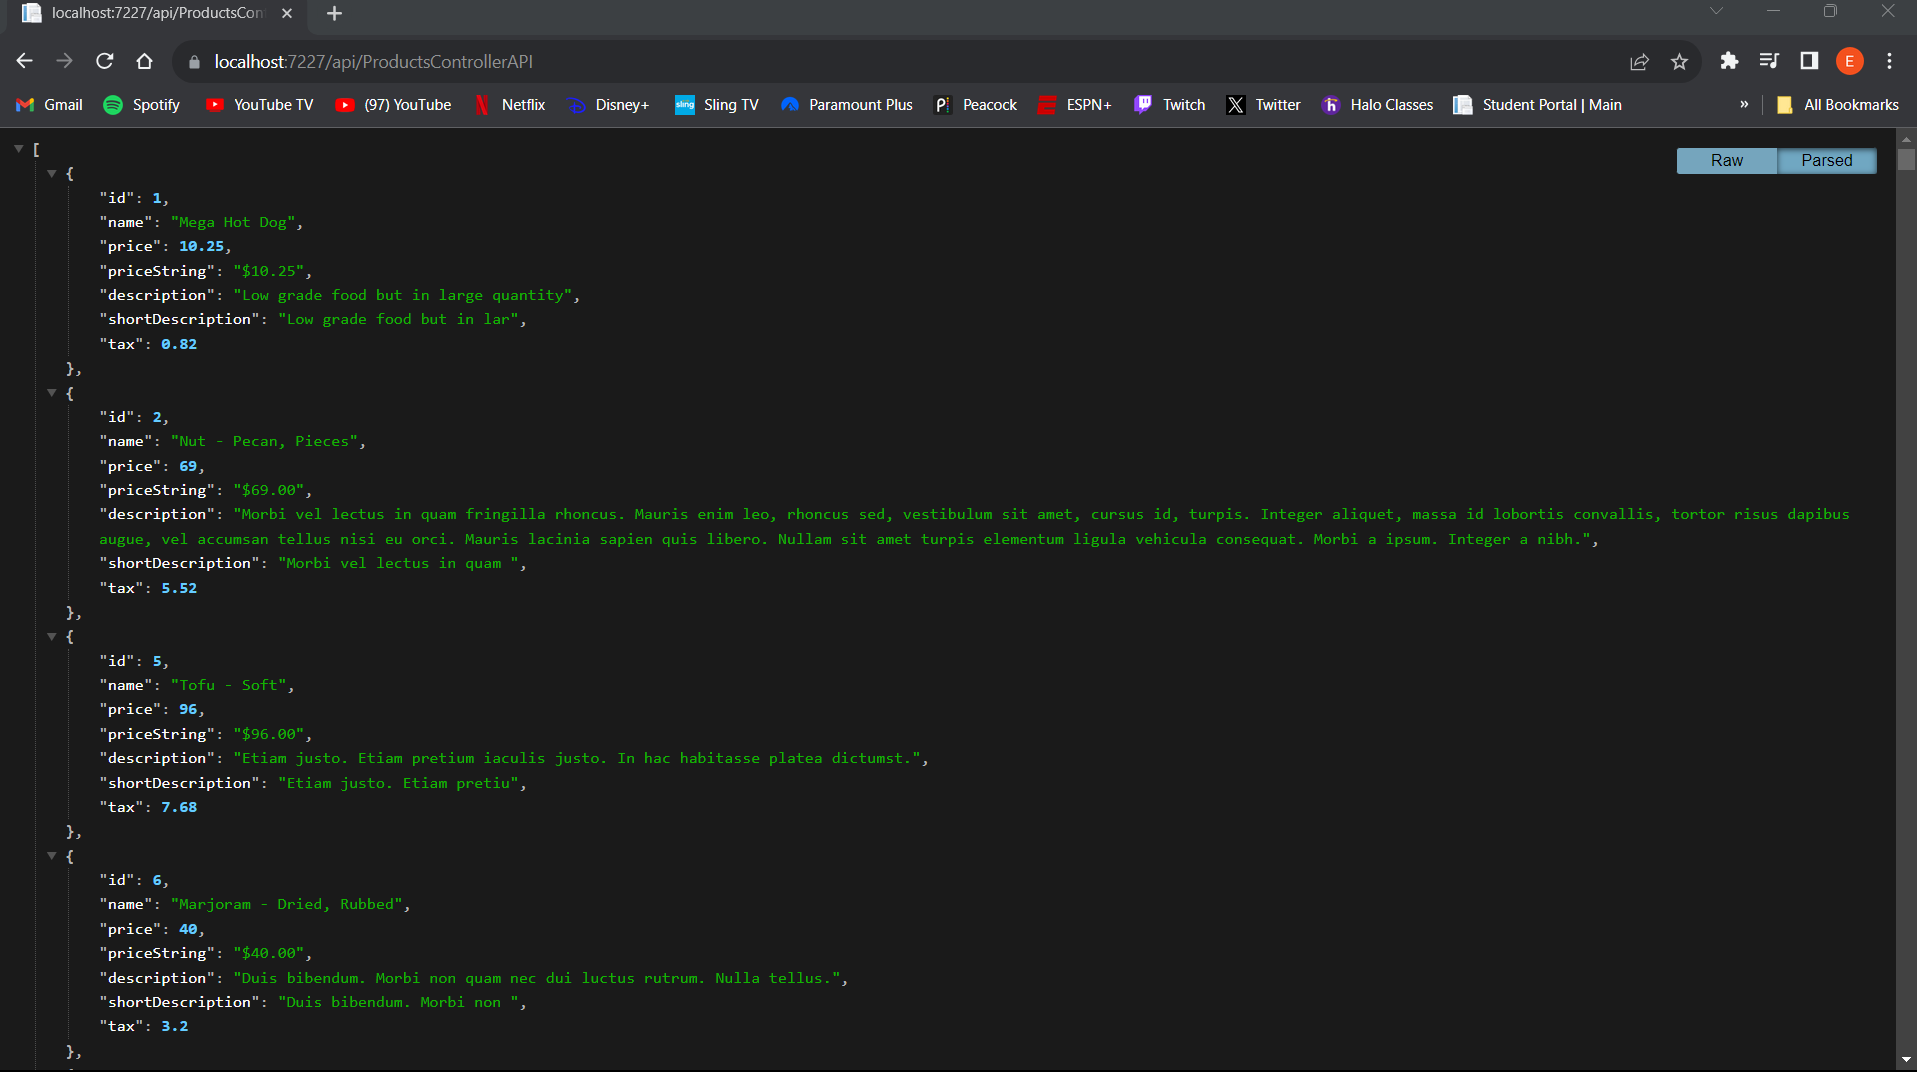 localhost:7227/api/ProductsCon
localhost:7227/api/ProductsControllerAPI
E
Gmail Spotify YouTube TV (97) YouTube Netflix Disney+ sling Sling TV Paramount Plus Peacock ESPN+ Twitch Twitter h Halo Classes Student Portal | Main » All Bookmarks
Raw Parsed
[
{
"id": 1,
"name": "Mega Hot Dog",
"price": 10.25,
"priceString": "$10.25",
"description": "Low grade food but in large quantity",
"shortDescription": "Low grade food but in lar",
"tax": 0.82
},
{
"id": 2,
"name": "Nut - Pecan, Pieces",
"price": 69,
"priceString": "$69.00",
"description": "Morbi vel lectus in quam fringilla rhoncus. Mauris enim leo, rhoncus sed, vestibulum sit amet, cursus id, turpis. Integer aliquet, massa id lobortis convallis, tortor risus dapibus
augue, vel accumsan tellus nisi eu orci. Mauris lacinia sapien quis libero. Nullam sit amet turpis elementum ligula vehicula consequat. Morbi a ipsum. Integer a nibh.",
"shortDescription": "Morbi vel lectus in quam ",
"tax": 5.52
},
{
"id": 5,
"name": "Tofu - Soft",
"price": 96,
"priceString": "$96.00",
"description": "Etiam justo. Etiam pretium iaculis justo. In hac habitasse platea dictumst.",
"shortDescription": "Etiam justo. Etiam pretiu",
"tax": 7.68
},
{
"id": 6,
"name": "Marjoram - Dried, Rubbed",
"price": 40,
"priceString": "$40.00",
"description": "Duis bibendum. Morbi non quam nec dui luctus rutrum. Nulla tellus.",
"shortDescription": "Duis bibendum. Morbi non ",
"tax": 3.2
},